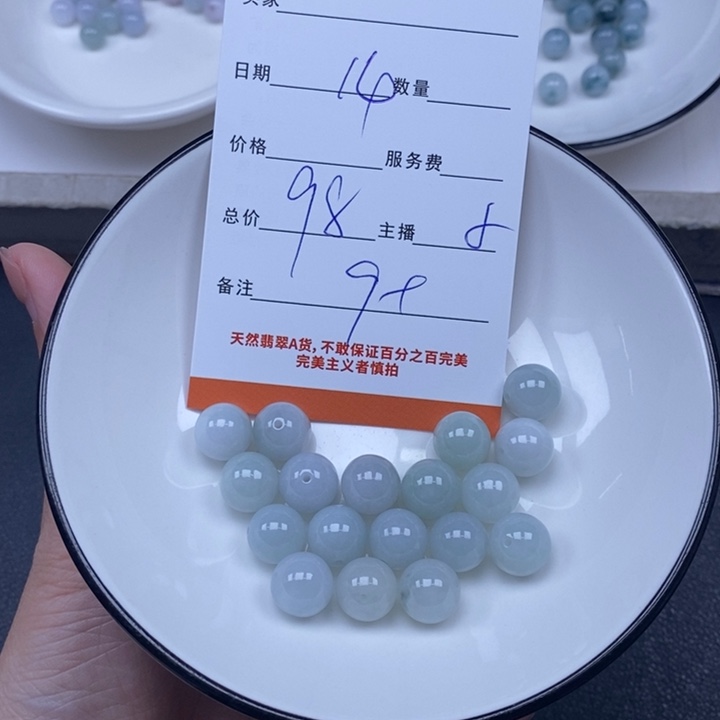 日期 14 数量
价格 服务费
总价 98 主播 8
备注
天然翡翠A货,不敢保证百分之百完美
完美主义者慎拍